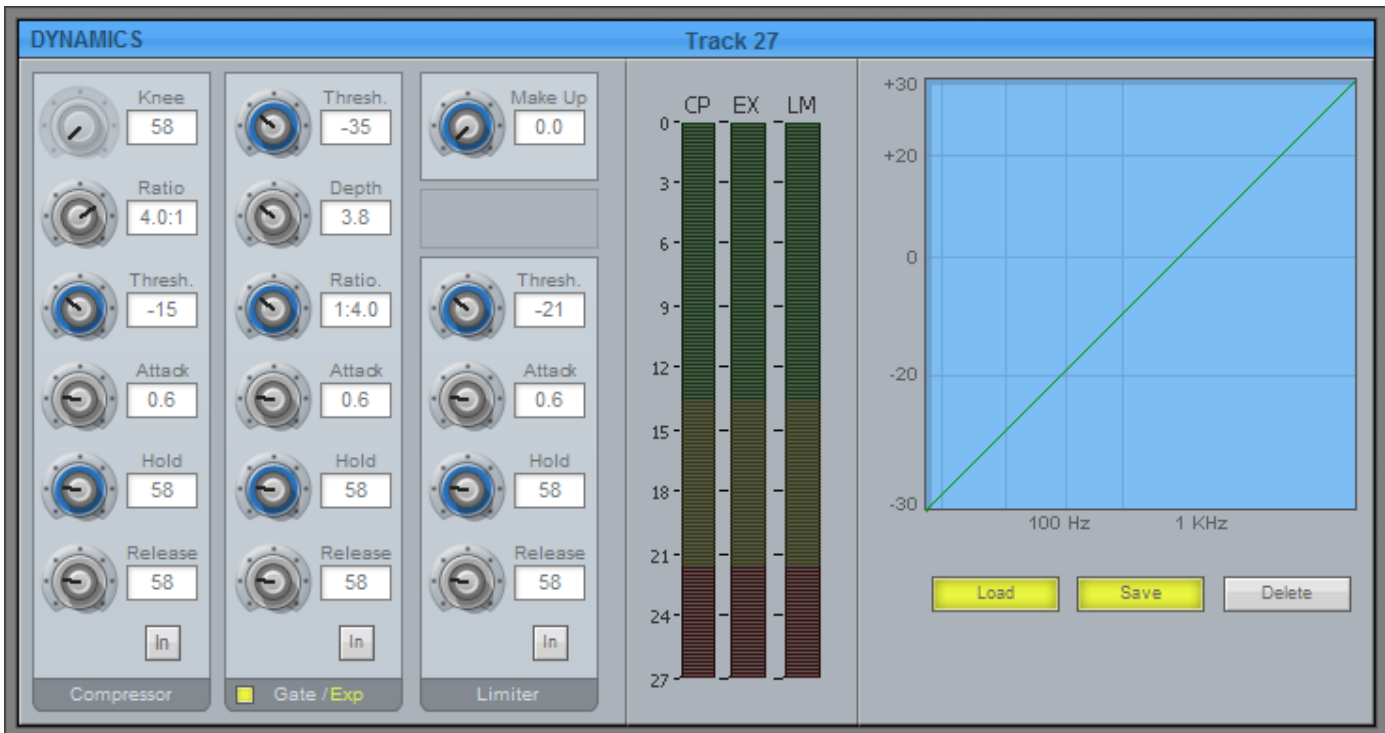 DYNAMICS
Track 27
Knee
58
Ratio
4.0:1
Thresh.
-15
Attack
0.6
Hold
58
Release
58
In
Compressor
Thresh.
-35
Depth
3.8
Ratio.
1:4.0
Attack
0.6
Hold
58
Release
58
In
Gate /Exp
Make Up
0.0
Thresh.
-21
Attack
0.6
Hold
58
Release
58
In
Limiter
CP EX LM
0
3
6
9
12
15
18
21
24
27
+30
+20
0
-20
-30
100 Hz 1 KHz
Load Save Delete